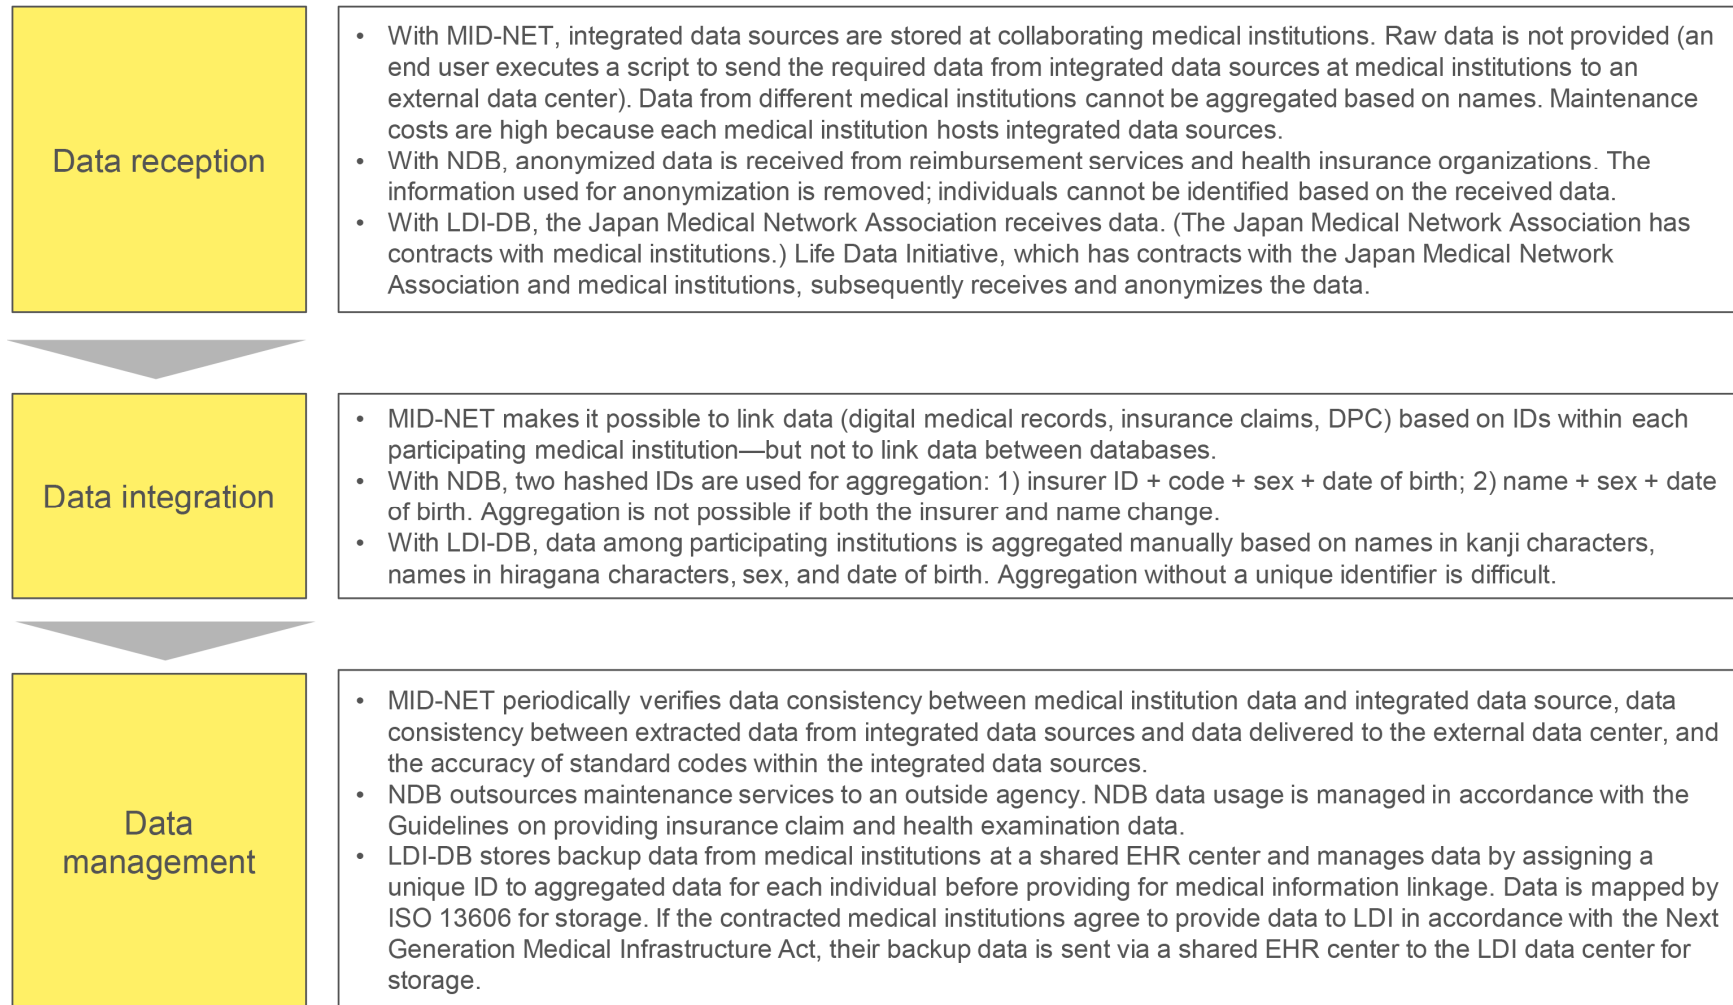 Data reception
• With MID-NET, integrated data sources are stored at collaborating medical institutions. Raw data is not provided (an
end user executes a script to send the required data from integrated data sources at medical institutions to an
external data center). Data from different medical institutions cannot be aggregated based on names. Maintenance
costs are high because each medical institution hosts integrated data sources.
• With NDB, anonymized data is received from reimbursement services and health insurance organizations. The
information used for anonymization is removed; individuals cannot be identified based on the received data.
• With LDI-DB, the Japan Medical Network Association receives data. (The Japan Medical Network Association has
contracts with medical institutions.) Life Data Initiative, which has contracts with the Japan Medical Network
Association and medical institutions, subsequently receives and anonymizes the data.
Data integration
• MID-NET makes it possible to link data (digital medical records, insurance claims, DPC) based on IDs within each
participating medical institution—but not to link data between databases.
• With NDB, two hashed IDs are used for aggregation: 1) insurer ID + code + sex + date of birth; 2) name + sex + date
of birth. Aggregation is not possible if both the insurer and name change.
• With LDI-DB, data among participating institutions is aggregated manually based on names in kanji characters,
names in hiragana characters, sex, and date of birth. Aggregation without a unique identifier is difficult.
Data
management
• MID-NET periodically verifies data consistency between medical institution data and integrated data source, data
consistency between extracted data from integrated data sources and data delivered to the external data center, and
the accuracy of standard codes within the integrated data sources.
• NDB outsources maintenance services to an outside agency. NDB data usage is managed in accordance with the
Guidelines on providing insurance claim and health examination data.
• LDI-DB stores backup data from medical institutions at a shared EHR center and manages data by assigning a
unique ID to aggregated data for each individual before providing for medical information linkage. Data is mapped by
ISO 13606 for storage. If the contracted medical institutions agree to provide data to LDI in accordance with the Next
Generation Medical Infrastructure Act, their backup data is sent via a shared EHR center to the LDI data center for
storage.